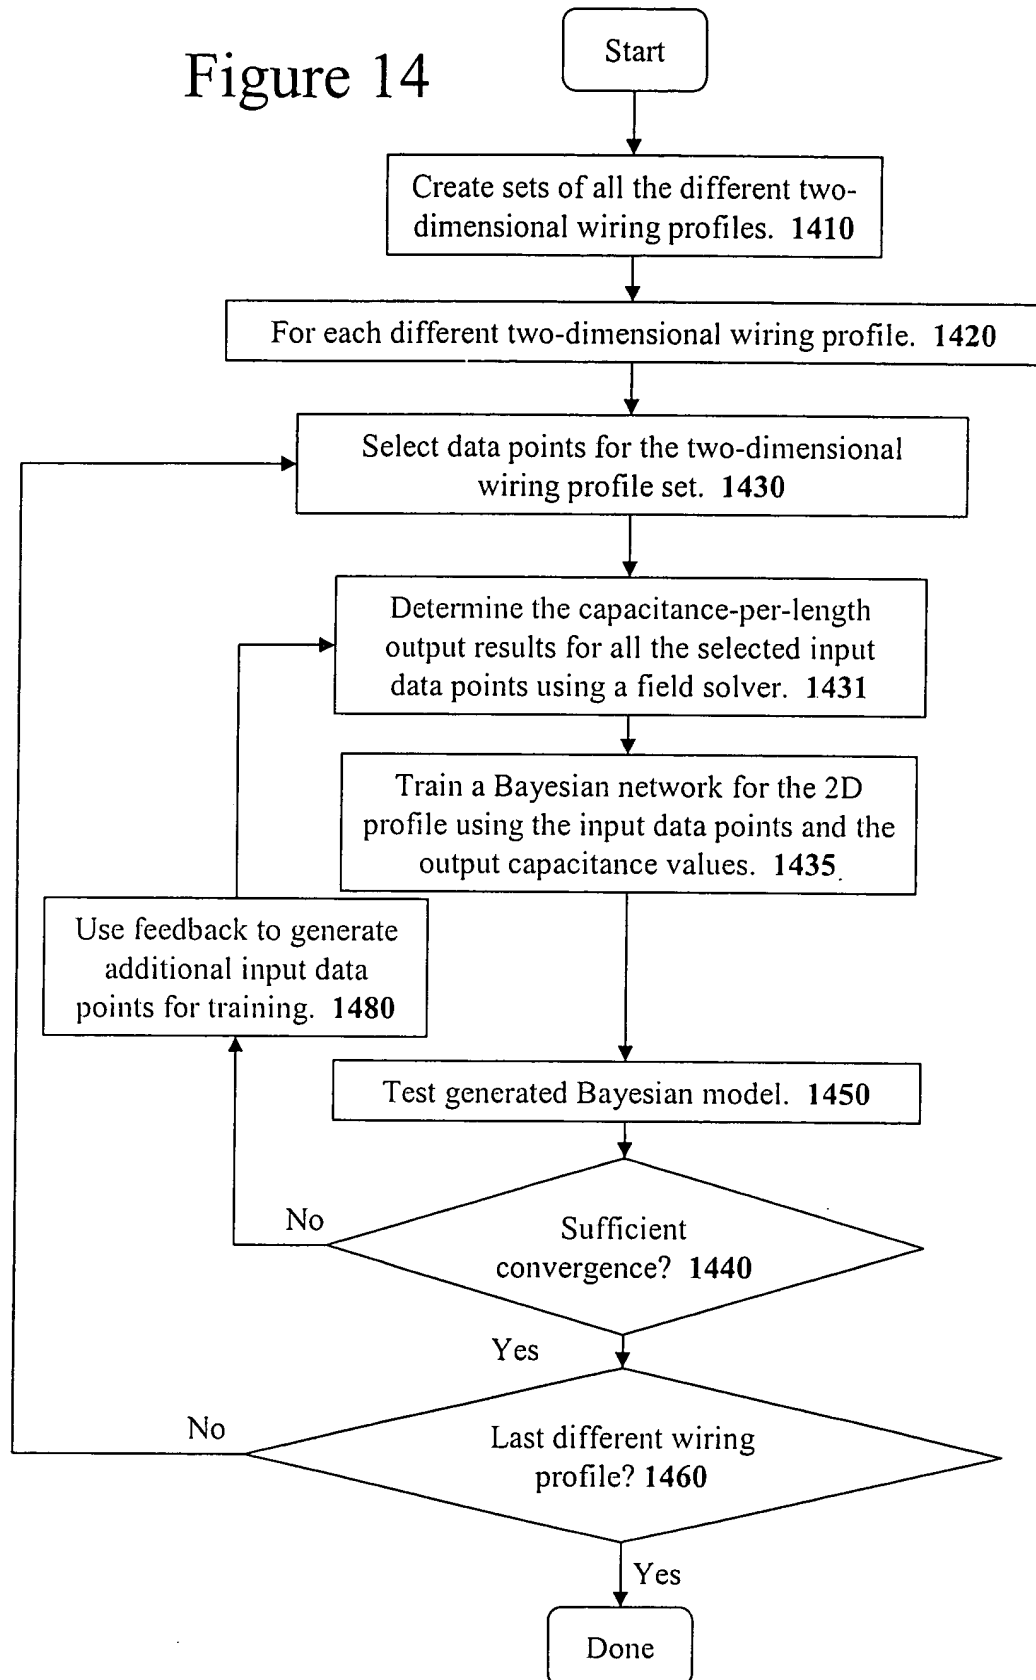 Figure 14
Start
Create sets of all the different two-
dimensional wiring profiles. 1410
For each different two-dimensional wiring profile. 1420
Select data points for the two-dimensional
wiring profile set. 1430
Determine the capacitance-per-length
output results for all the selected input
data points using a field solver. 1431
Train a Bayesian network for the 2D
profile using the input data points and the
output capacitance values. 1435
Use feedback to generate
additional input data
points for training. 1480
Test generated Bayesian model. 1450
No
Sufficient
convergence? 1440
Yes
No
Last different wiring
profile? 1460
Yes
Done